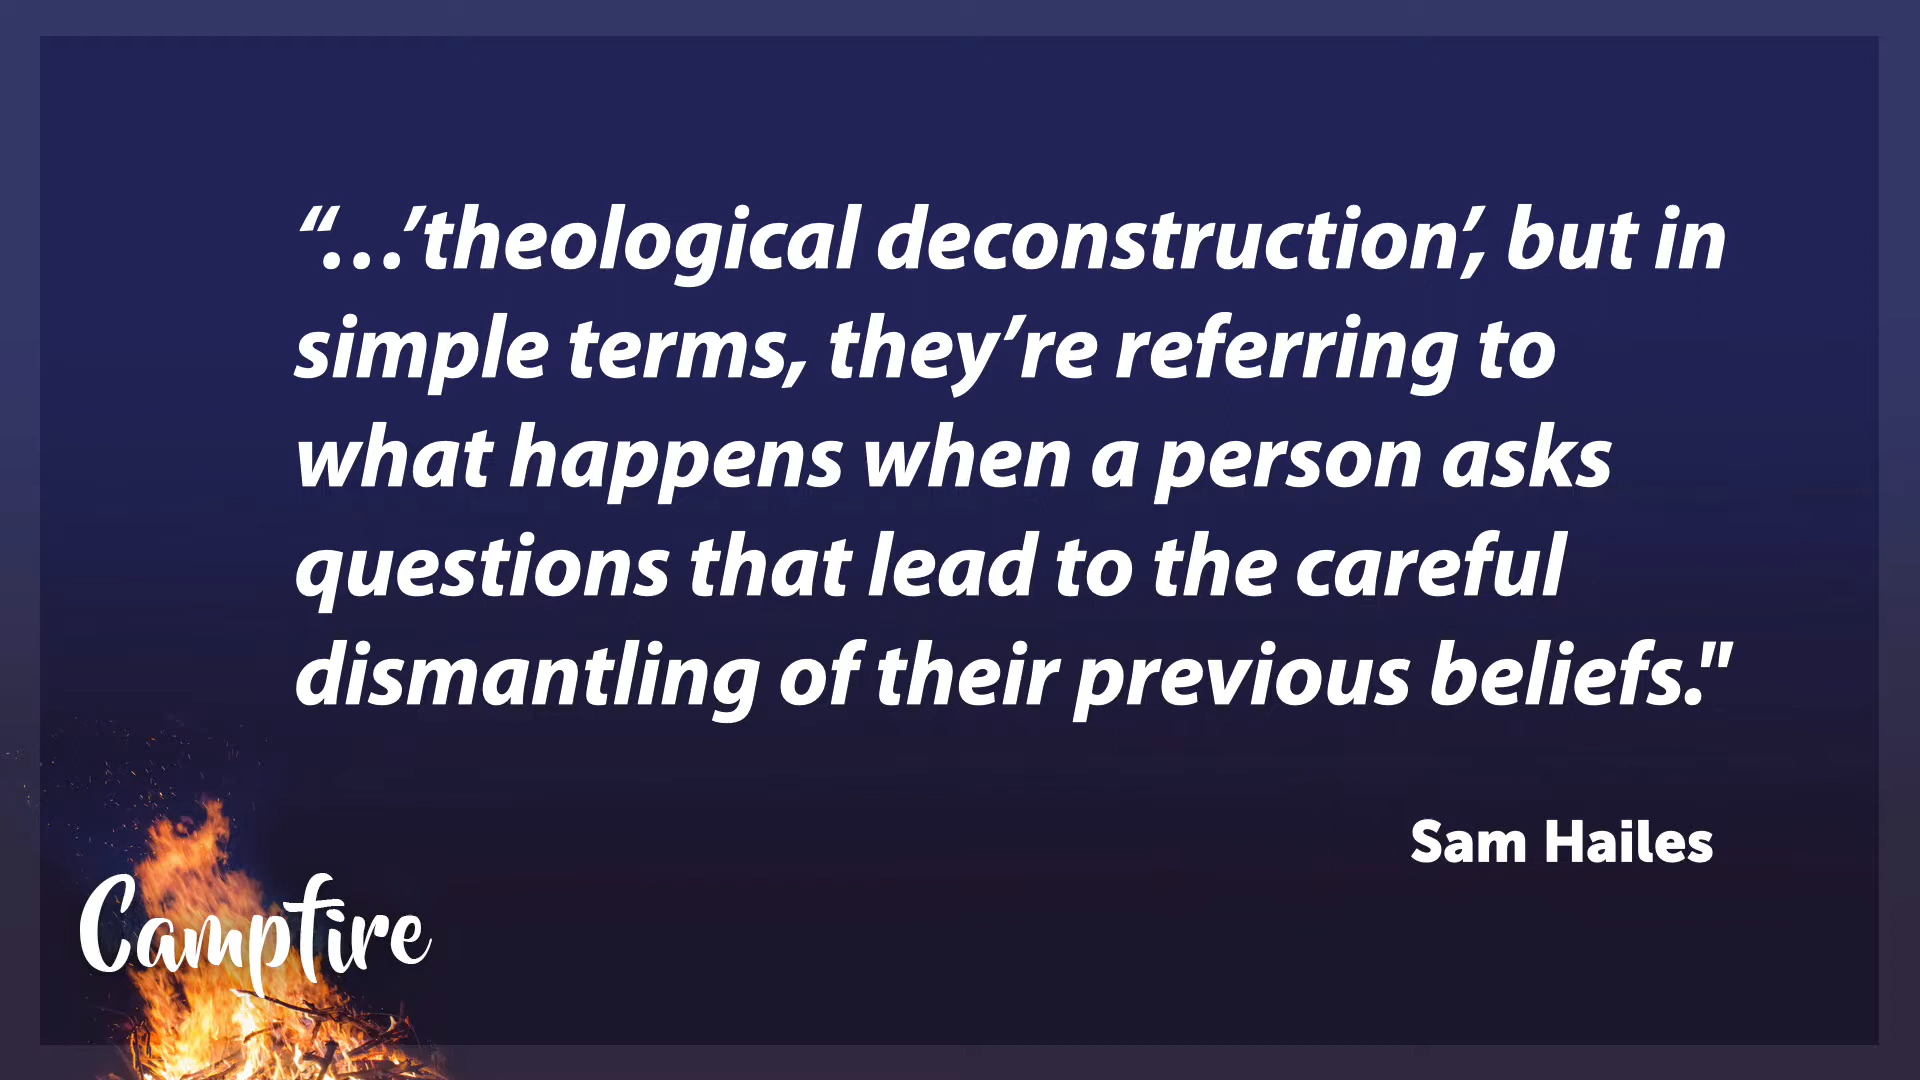 “…’theological deconstruction’, but in
simple terms, they’re referring to
what happens when a person asks
questions that lead to the careful
dismantling of their previous beliefs."
Sam Hailes
Campfire